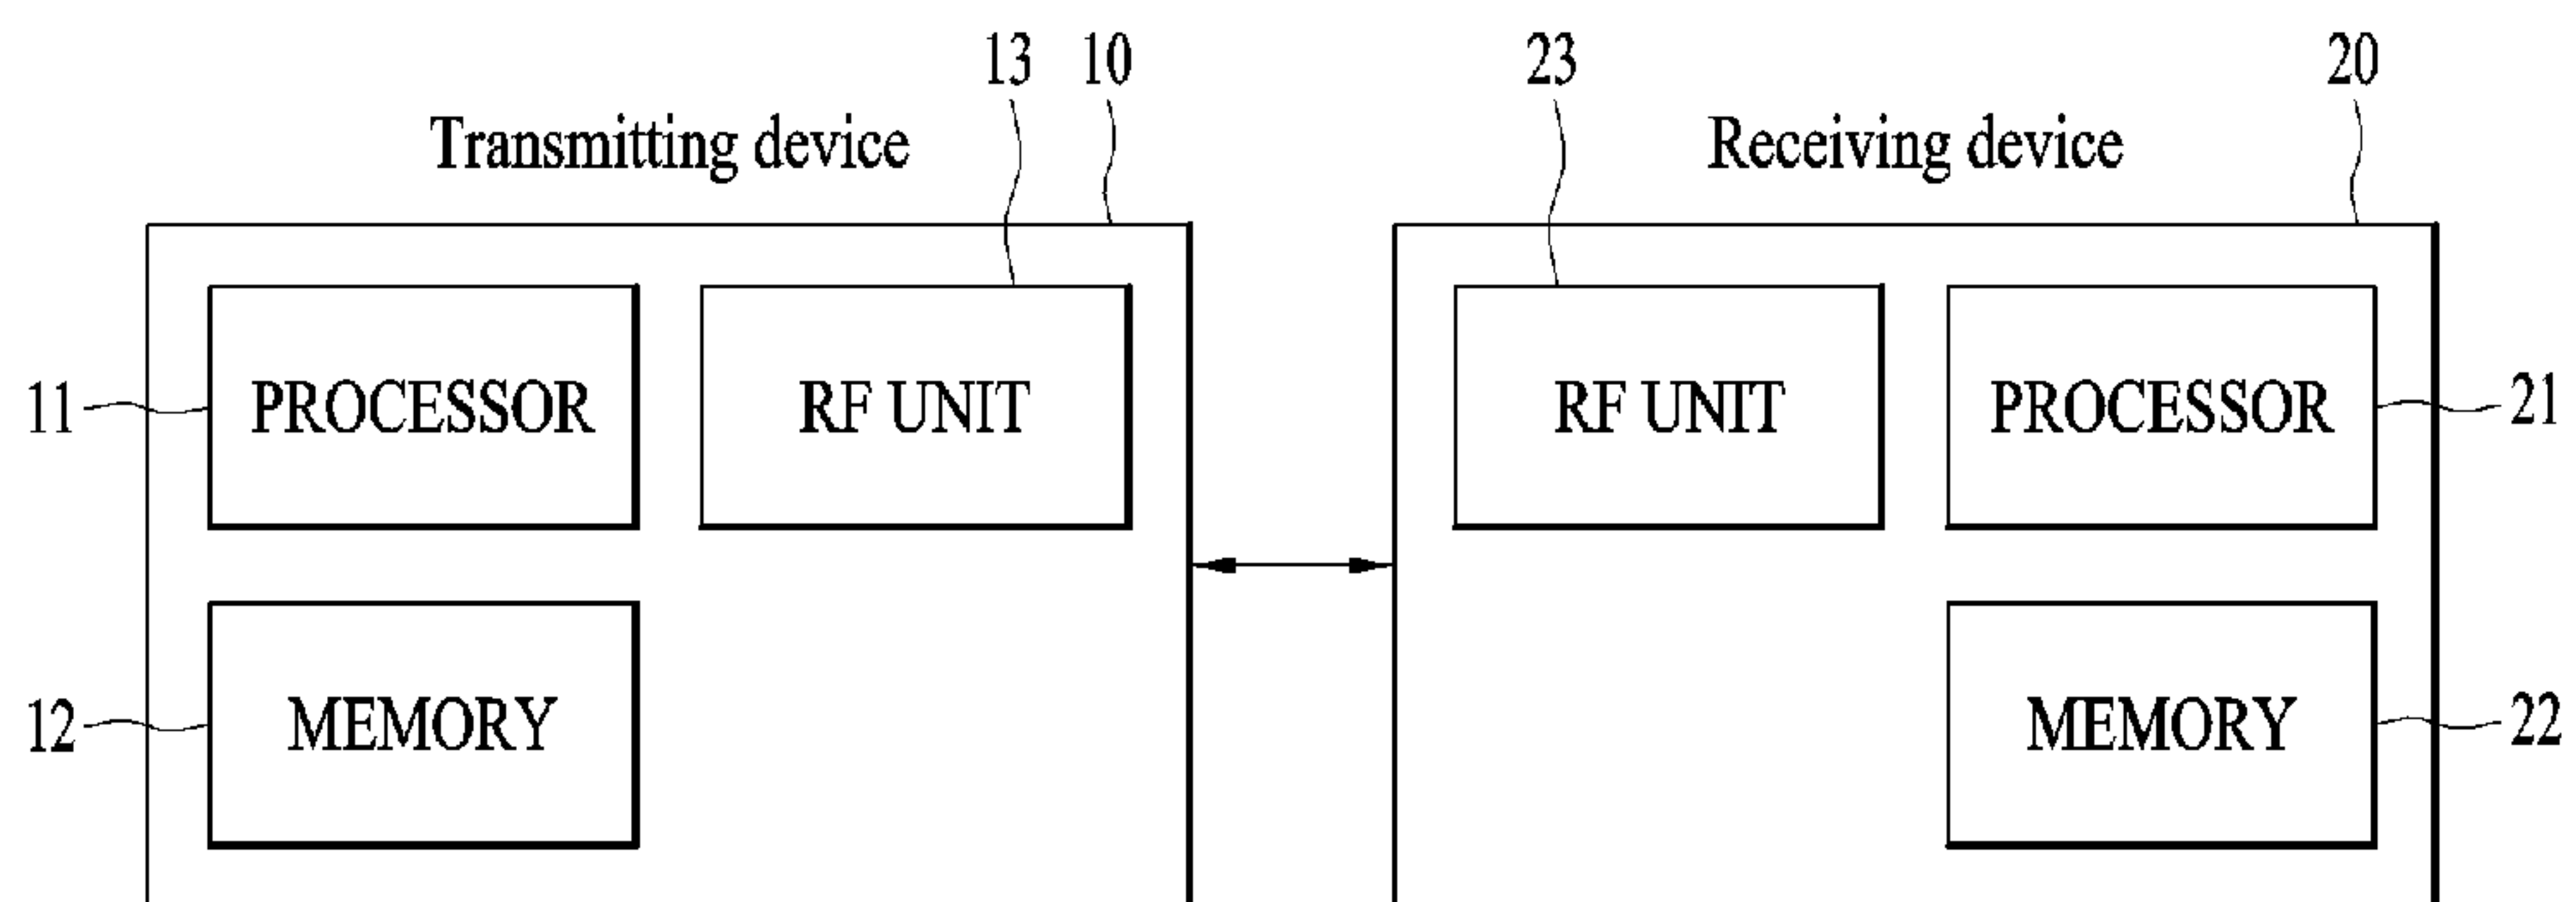 13 10 23 20
Transmitting device Receiving device
11 PROCESSOR RF UNIT RF UNIT PROCESSOR 21
12 MEMORY MEMORY 22